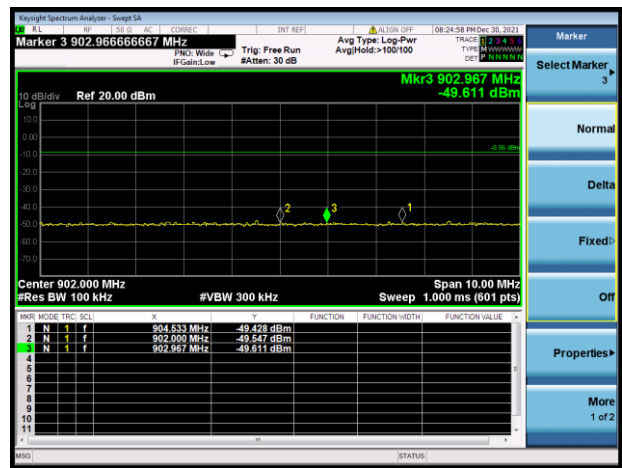 Keysight Spectrum Analyzer - Swept SA
RL RF 50 Ω AC CORREC INT REF ALIGN OFF 08:24:58 PM Dec 30, 2021
Marker 3 902.966666667 MHz
PNO: Wide Trig: Free Run Avg Type: Log-Pwr TRACE 1 2 3 4 5 6
IFGain:Low #Atten: 30 dB Avg|Hold:>100/100 TYPE M WWWWW
DET P N N N N N
Marker
Select Marker
3
Normal
Delta
Fixed
Off
Properties
More
1 of 2
Mkr3 902.967 MHz
-49.611 dBm
10 dB/div Ref 20.00 dBm
Log
10.0
0.00
-8.56 dBm
-10.0
-20.0
-30.0
-40.0
-50.0
-60.0
-70.0
2 3 1
Center 902.000 MHz Span 10.00 MHz
#Res BW 100 kHz #VBW 300 kHz Sweep 1.000 ms (601 pts)
MKR MODE TRC SCL X Y FUNCTION FUNCTION WIDTH FUNCTION VALUE
1 N 1 f 904.533 MHz -49.428 dBm
2 N 1 f 902.000 MHz -49.547 dBm
3 N 1 f 902.967 MHz -49.611 dBm
4
5
6
7
8
9
10
11
MSG STATUS